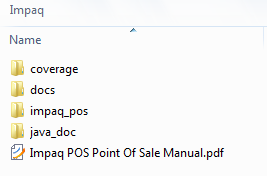 Impaq
Name
coverage
docs
impaq_pos
java_doc
Impaq POS Point Of Sale Manual.pdf